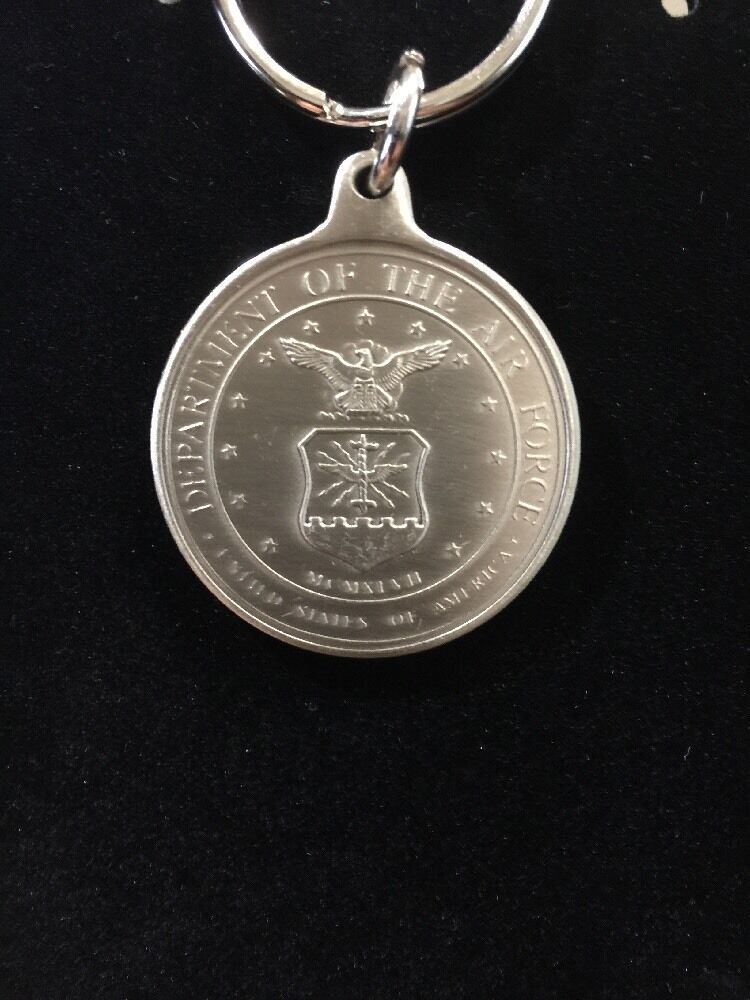 DEPARTMENT OF THE AIR FORCE
MCMXLVII
· UNITED STATES OF AMERICA ·